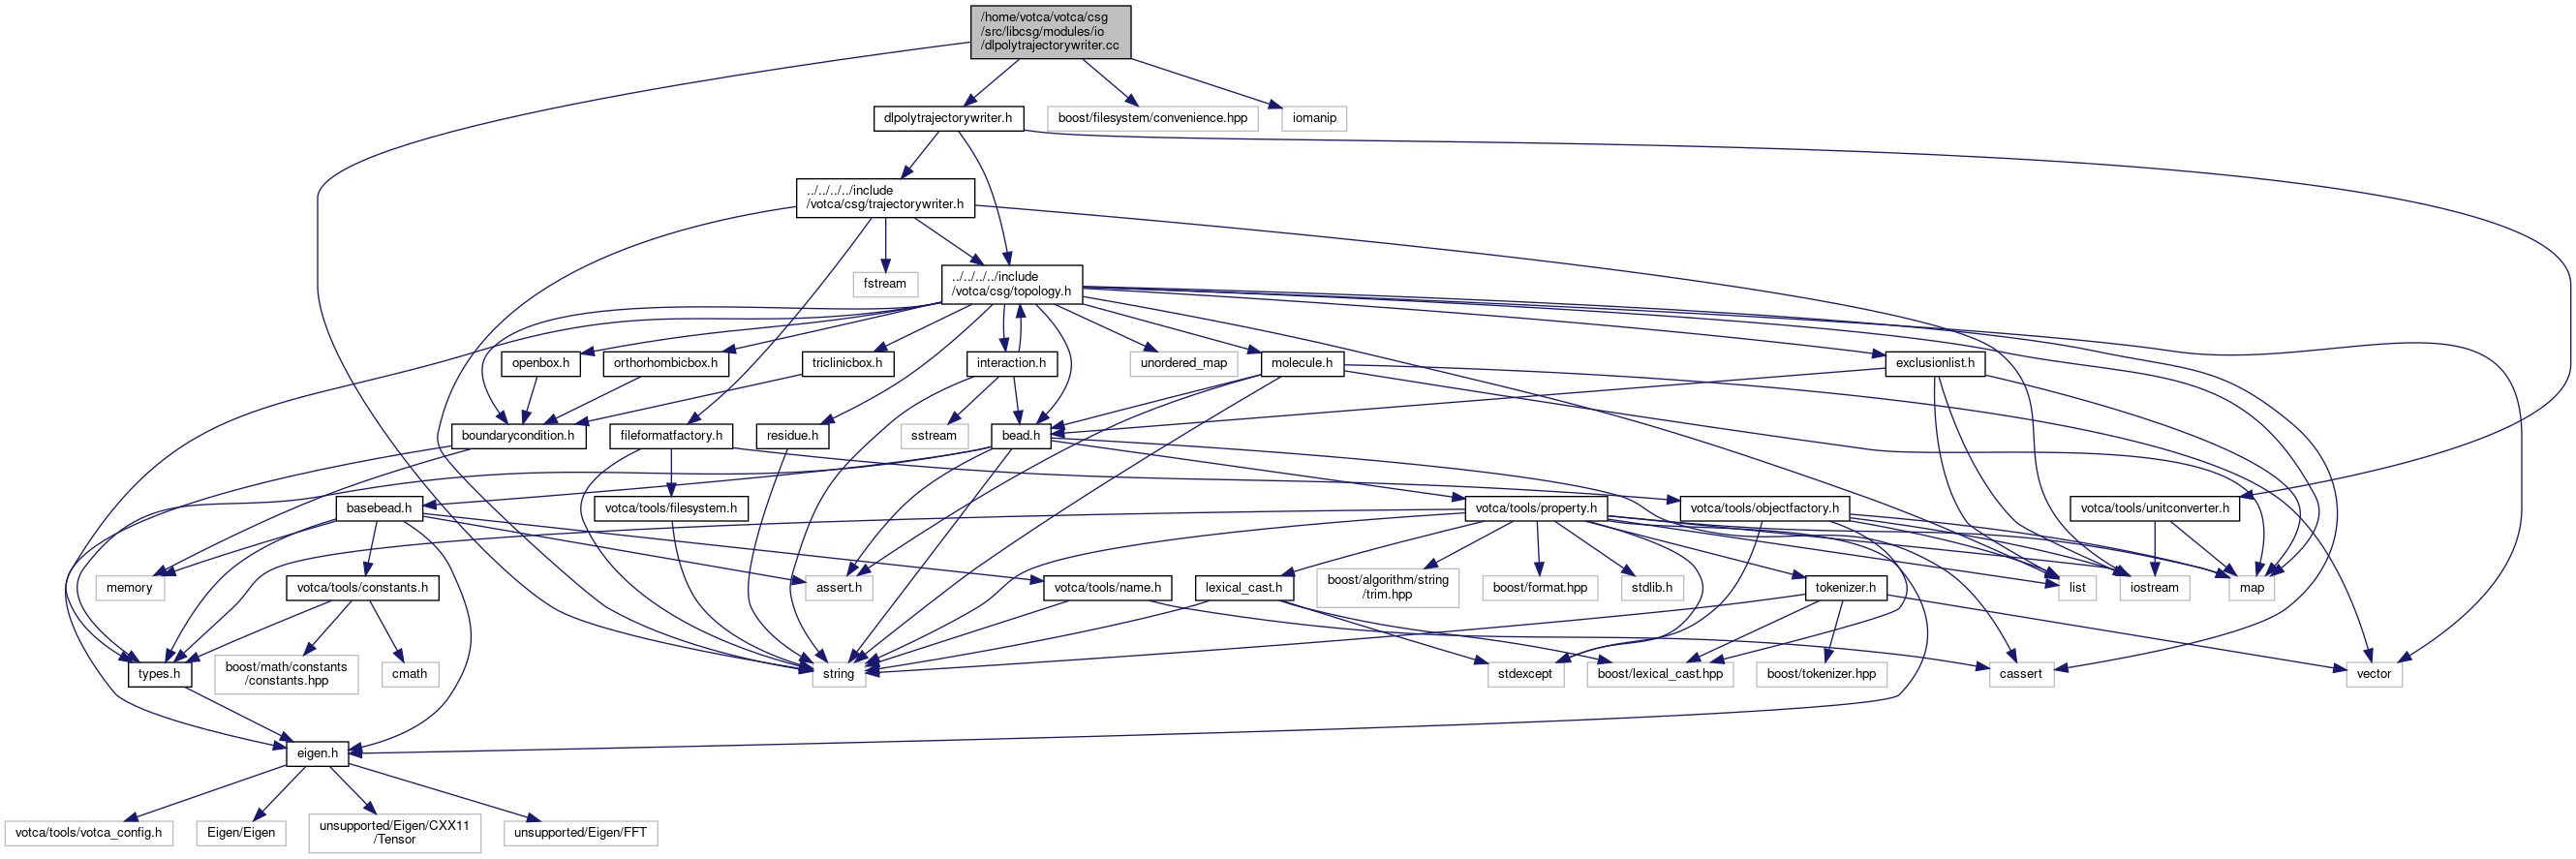 /home/votca/votca/csg
/src/libcsg/modules/io
/dlpolytrajectorywriter.cc
dlpolytrajectorywriter.h
boost/filesystem/convenience.hpp
iomanip
../../../../include
/votca/csg/trajectorywriter.h
fstream
../../../../include
/votca/csg/topology.h
openbox.h
orthorhombicbox.h
triclinicbox.h
interaction.h
unordered_map
molecule.h
exclusionlist.h
boundarycondition.h
fileformatfactory.h
residue.h
sstream
bead.h
basebead.h
votca/tools/filesystem.h
votca/tools/property.h
votca/tools/objectfactory.h
votca/tools/unitconverter.h
memory
votca/tools/constants.h
assert.h
votca/tools/name.h
lexical_cast.h
boost/algorithm/string
/trim.hpp
boost/format.hpp
stdlib.h
tokenizer.h
list
iostream
map
types.h
boost/math/constants
/constants.hpp
cmath
string
stdexcept
boost/lexical_cast.hpp
boost/tokenizer.hpp
cassert
vector
eigen.h
votca/tools/votca_config.h
Eigen/Eigen
unsupported/Eigen/CXX11
/Tensor
unsupported/Eigen/FFT